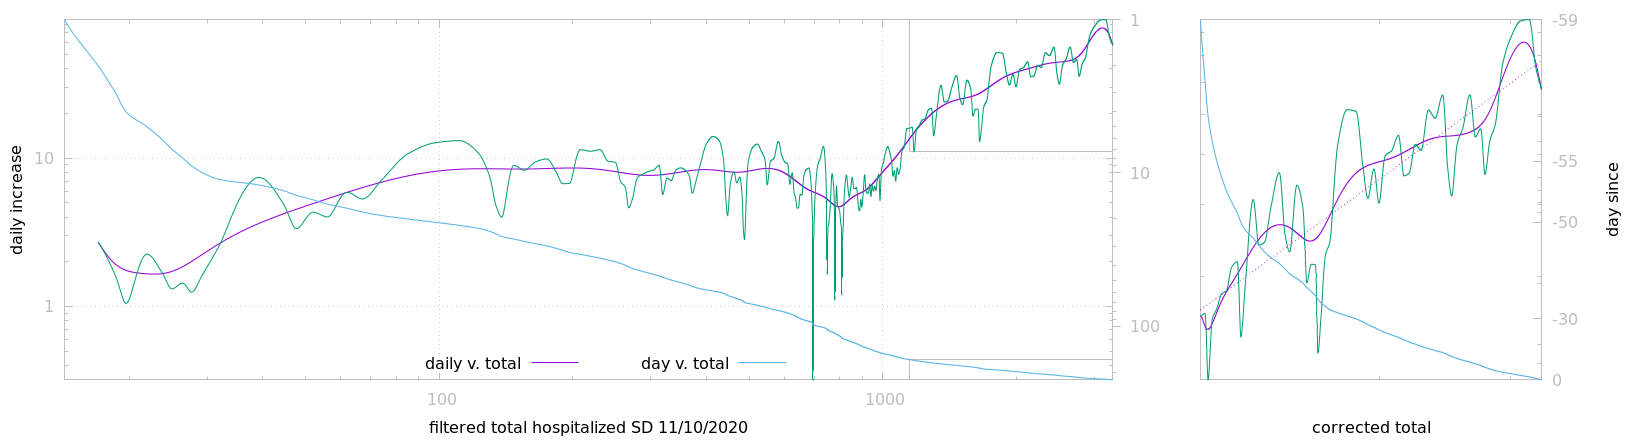 1
-59
10
10
-55
daily increase
-50
day since
1
100
-30
daily v. total
day v. total
0
100
1000
filtered total hospitalized SD 11/10/2020
corrected total